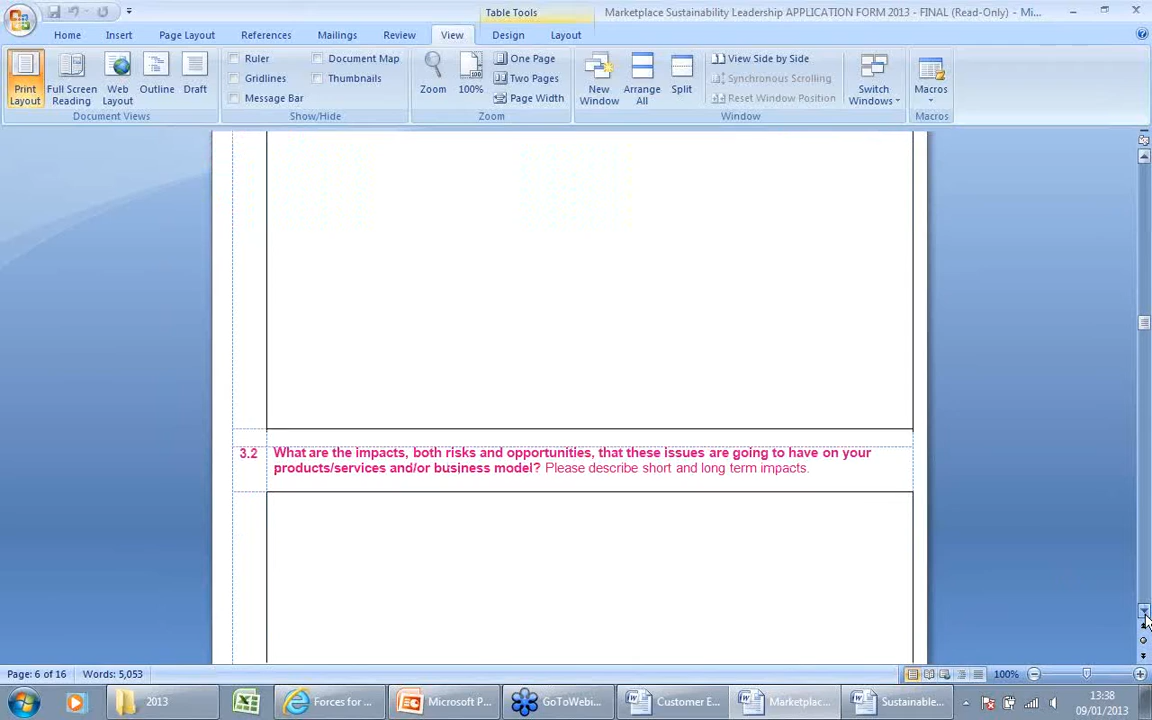 Table Tools
Marketplace Sustainability Leadership APPLICATION FORM 2013 - FINAL (Read-Only) - Mi...
Home Insert Page Layout References Mailings Review View Design Layout
Print Layout
Full Screen Reading
Web Layout
Outline
Draft
Document Views
Ruler
Gridlines
Message Bar
Document Map
Thumbnails
Show/Hide
Zoom
100%
One Page
Two Pages
Page Width
Zoom
New Window
Arrange All
Split
View Side by Side
Synchronous Scrolling
Reset Window Position
Window
Switch Windows
Macros
Macros
3.2 What are the impacts, both risks and opportunities, that these issues are going to have on your
products/services and/or business model? Please describe short and long term impacts.
Page: 6 of 16 Words: 5,053 100%
2013 Forces for ... Microsoft P... GoToWebi... Customer E... Marketplac... Sustainable...
13:38
09/01/2013